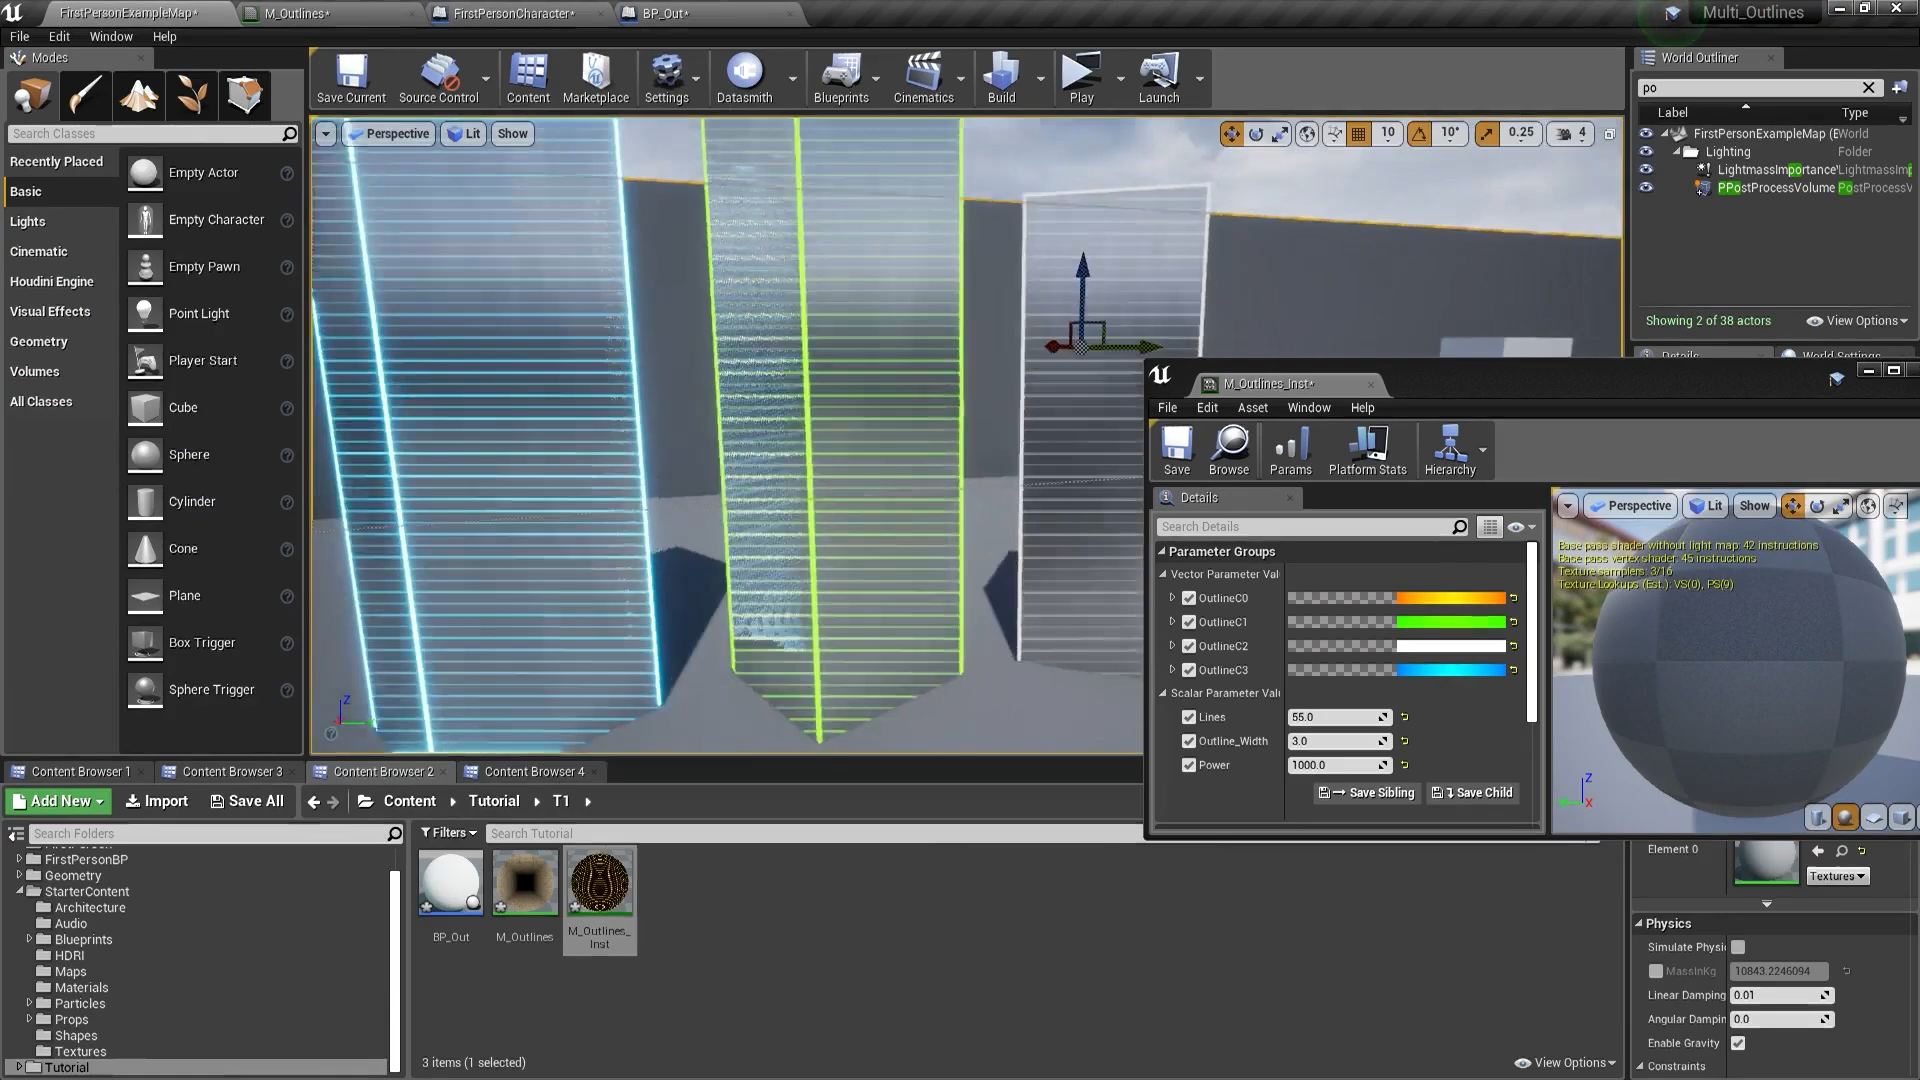 FirstPersonExampleMap*
M_Outlines*
FirstPersonCharacter*
BP_Out*
Multi_Outlines
File Edit Window Help
Modes
Search Classes
Recently Placed
Basic
Lights
Cinematic
Houdini Engine
Visual Effects
Geometry
Volumes
All Classes
Empty Actor
Empty Character
Empty Pawn
Point Light
Player Start
Cube
Sphere
Cylinder
Cone
Plane
Box Trigger
Sphere Trigger
Save Current
Source Control
Content
Marketplace
Settings
Datasmith
Blueprints
Cinematics
Build
Play
Launch
Perspective Lit Show
10 10° 0.25 4
Z
World Outliner
po
Label Type
FirstPersonExampleMap (E World
Lighting Folder
LightmassImportance LightmassImp
PPostProcessVolume PostProcessV
Showing 2 of 38 actors View Options
Details World Settings
M_Outlines_Inst*
File Edit Asset Window Help
Save Browse Params Platform Stats Hierarchy
Details
Search Details
Parameter Groups
Vector Parameter Val
OutlineC0
OutlineC1
OutlineC2
OutlineC3
Scalar Parameter Val
Lines 55.0
Outline_Width 3.0
Power 1000.0
Save Sibling Save Child
Perspective Lit Show
Base pass shader without light map: 42 instructions
Base pass vertex shader: 45 instructions
Texture samplers: 3/16
Texture Lookups (Est.): VS(0), PS(9)
Z
X
Content Browser 1 Content Browser 3 Content Browser 2 Content Browser 4
Add New Import Save All Content Tutorial T1
Search Folders
Filters Search Tutorial
FirstPersonBP
Geometry
StarterContent
Architecture
Audio
Blueprints
HDRI
Maps
Materials
Particles
Props
Shapes
Textures
Tutorial
BP_Out
M_Outlines
M_Outlines_
Inst
3 items (1 selected)
View Options
Element 0
Textures
Physics
Simulate Physi
MassInKg 10843.2246094
Linear Damping 0.01
Angular Dampin 0.0
Enable Gravity
Constraints